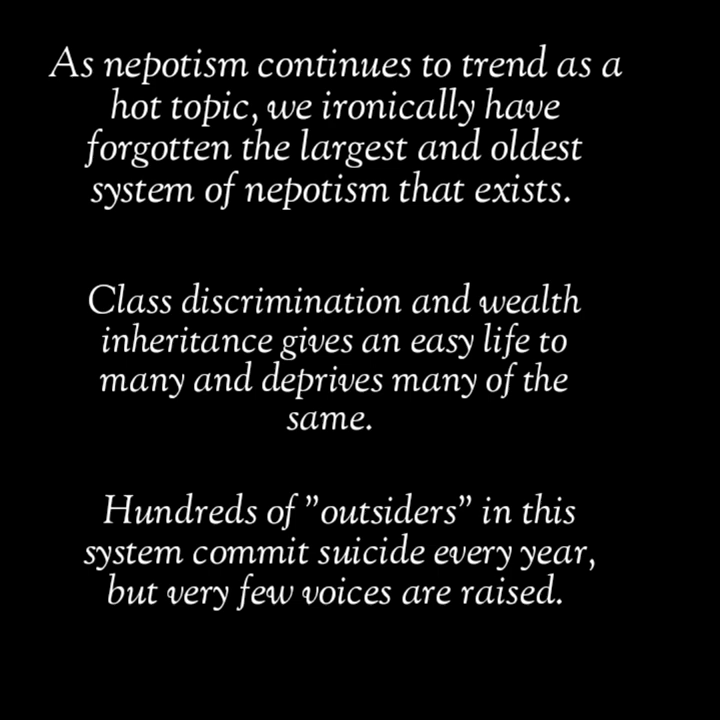 As nepotism continues to trend as a
hot topic, we ironically have
forgotten the largest and oldest
system of nepotism that exists.
Class discrimination and wealth
inheritance gives an easy life to
many and deprives many of the
same.
Hundreds of ”outsiders” in this
system commit suicide every year,
but very few voices are raised.